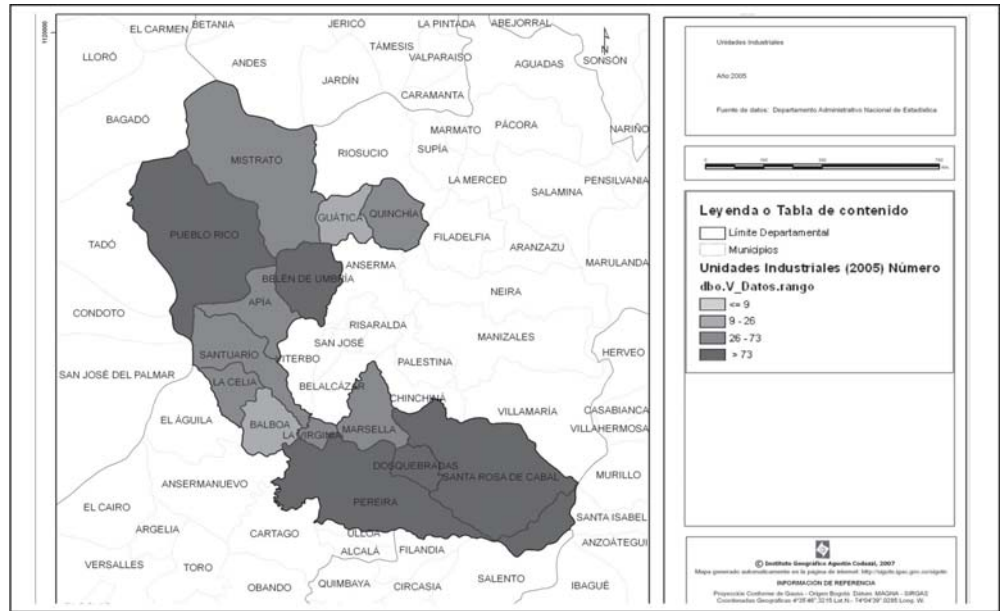 EL CARMEN
BETANIA
JERICÓ
LA PINTADA
ABEJORRAL
1120000
LLORÓ
ANDES
TÁMESIS
VALPARAISO
AGUADAS
SONSÓN
N
JARDÍN
CARAMANTA
BAGADÓ
MARMATO
PÁCORA
NARIÑO
MISTRATÓ
RIOSUCIO
SUPÍA
LA MERCED
PENSILVANIA
SALAMINA
GUÁTICA
QUINCHÍA
TADÓ
PUEBLO RICO
FILADELFIA
ARANZAZU
ANSERMA
MARULANDA
BELÉN DE UMBRÍA
NEIRA
APIA
CONDOTO
RISARALDA
SAN JOSÉ
MANIZALES
HERVEO
SANTUARIO
VITERBO
PALESTINA
SAN JOSÉ DEL PALMAR
LA CELIA
BELALCÁZAR
CHINCHINÁ
EL ÁGUILA
BALBOA
VILLAMARÍA
CASABIANCA
VILLAHERMOSA
LA VIRGINIA
MARSELLA
DOSQUEBRADAS
SANTA ROSA DE CABAL
MURILLO
ANSERMANUEVO
PEREIRA
EL CAIRO
SANTA ISABEL
ARGELIA
CARTAGO
ULLOA
ANZOÁTEGUI
ALCALÁ
FILANDIA
VERSALLES
TORO
OBANDO
QUIMBAYA
CIRCASIA
SALENTO
IBAGUÉ
Unidades Industriales
Año 2005
Fuente de datos: Departamento Administrativo Nacional de Estadística
Leyenda o Tabla de contenido
Límite Departamental
Municipios
Unidades Industriales (2005) Número
dbo.V_Datos.rango
<= 9
9 - 26
26 - 73
> 73
© Instituto Geográfico Agustín Codazzi, 2007
INFORMACIÓN DE REFERENCIA